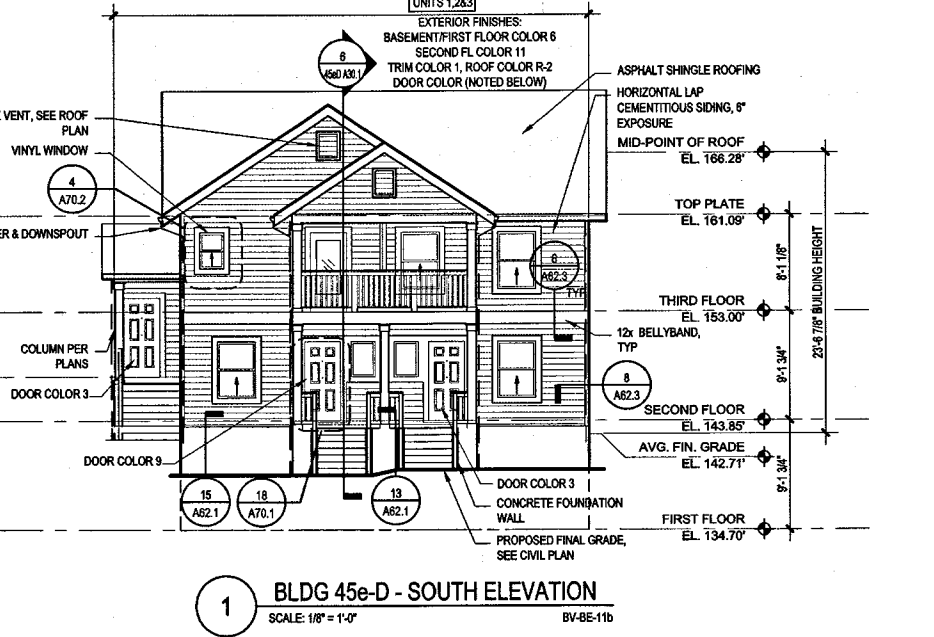 UNITS 1,2&3
EXTERIOR FINISHES:
BASEMENT/FIRST FLOOR COLOR 6
SECOND FL COLOR 11
TRIM COLOR 1, ROOF COLOR R-2
DOOR COLOR (NOTED BELOW)
6
45eD A30.1
ASPHALT SHINGLE ROOFING
HORIZONTAL LAP
CEMENTITIOUS SIDING, 6"
EXPOSURE
VENT, SEE ROOF
PLAN
VINYL WINDOW
MID-POINT OF ROOF
EL. 166.28'
4
A70.2
TOP PLATE
EL. 161.09'
ER & DOWNSPOUT
8'-1 1/8"
23'-6 7/8" BUILDING HEIGHT
A62.3
TYP
THIRD FLOOR
EL. 153.00'
12x BELLYBAND,
TYP
COLUMN PER
PLANS
9'-1 3/4"
DOOR COLOR 3
8
A62.3
SECOND FLOOR
EL. 143.85'
AVG. FIN. GRADE
EL. 142.71'
DOOR COLOR 9
9'-1 3/4"
DOOR COLOR 3
15
A62.1
18
A70.1
13
A62.1
CONCRETE FOUNDATION
WALL
FIRST FLOOR
EL. 134.70'
PROPOSED FINAL GRADE,
SEE CIVIL PLAN
1
BLDG 45e-D - SOUTH ELEVATION
SCALE: 1/8" = 1'-0"
BV-BE-11b